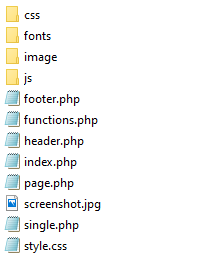 css
fonts
image
js
footer.php
functions.php
header.php
index.php
page.php
screenshot.jpg
single.php
style.css